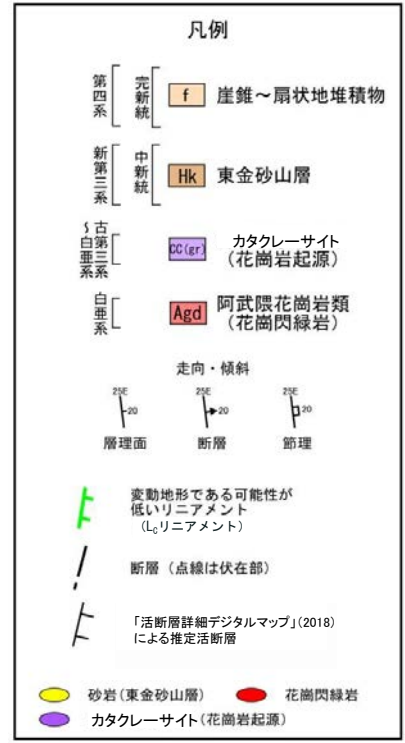 凡例
第四系
完新統
f
崖錐～扇状地堆積物
新第三系
中新統
Hk
東金砂山層
古第三系
～白亜系
CC(gr)
カタクレーサイト
(花崗岩起源)
白亜系
Agd
阿武隈花崗岩類
(花崗閃緑岩)
走向・傾斜
25E 25E 25E
20 20 20
層理面 断層 節理
変動地形である可能性が
低いリニアメント
(LCリニアメント)
断層（点線は伏在部）
「活断層詳細デジタルマップ」(2018)
による推定活断層
砂岩(東金砂山層) 花崗閃緑岩
カタクレーサイト(花崗岩起源)